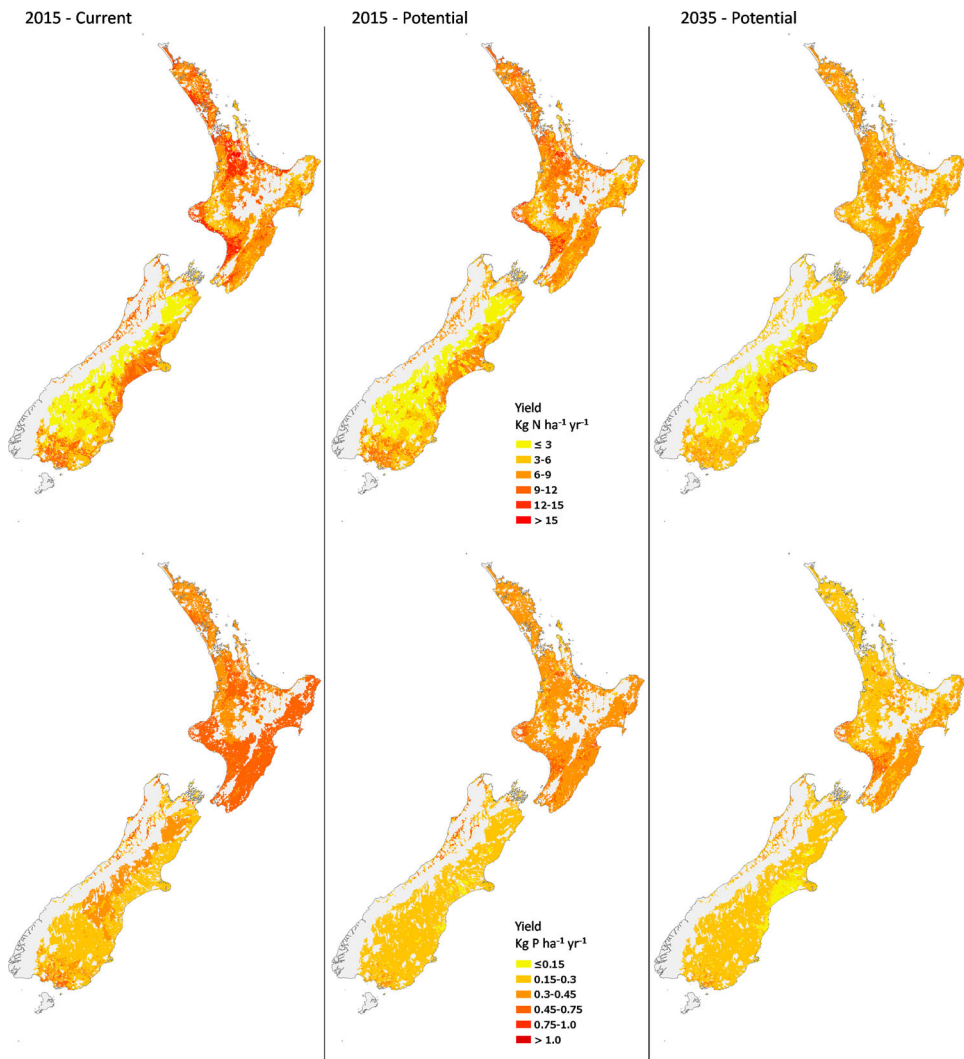 2015 - Current
2015 - Potential
2035 - Potential
Yield
Kg N ha⁻¹ yr⁻¹
≤ 3
3-6
6-9
9-12
12-15
> 15
Yield
Kg P ha⁻¹ yr⁻¹
≤0.15
0.15-0.3
0.3-0.45
0.45-0.75
0.75-1.0
> 1.0